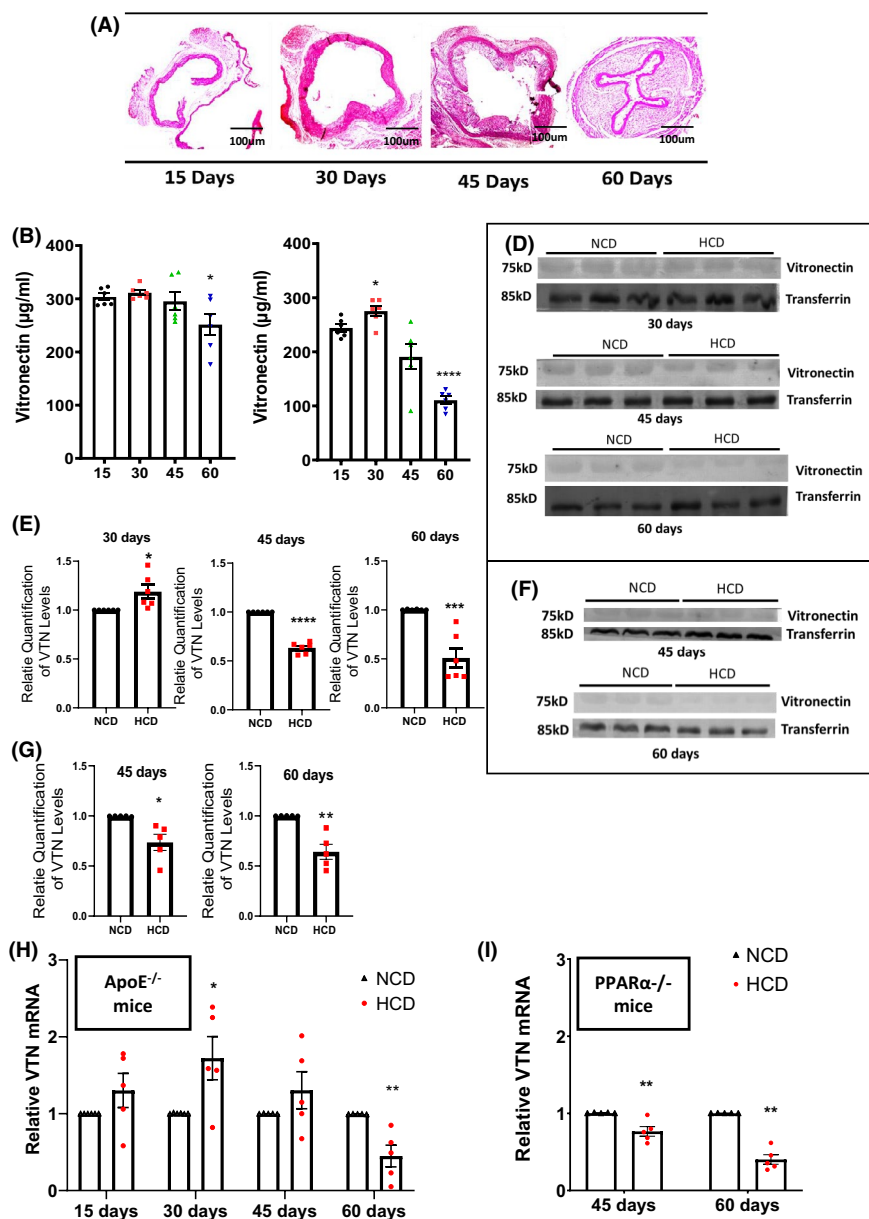 (A)
100um 100um 100um 100um
15 Days 30 Days 45 Days 60 Days
(B)
Vitronectin (µg/ml)
400
300
200
100
0
15 30 45 60
*
Vitronectin (µg/ml)
400
300
200
100
0
15 30 45 60
*
****
(D)
NCD HCD
75kD Vitronectin
85kD Transferrin
30 days
NCD HCD
75kD Vitronectin
85kD Transferrin
45 days
NCD HCD
75kD Vitronectin
85kD Transferrin
60 days
(E)
30 days
Relatie Quantification
of VTN Levels
1.5
1.0
0.5
0.0
*
NCD HCD
45 days
Relatie Quantification
of VTN Levels
1.5
1.0
0.5
0.0
****
NCD HCD
60 days
Relatie Quantification
of VTN Levels
1.5
1.0
0.5
0.0
***
NCD HCD
(F)
NCD HCD
75kD Vitronectin
85kD Transferrin
45 days
NCD HCD
75kD Vitronectin
85kD Transferrin
60 days
(G)
45 days
Relatie Quantification
of VTN Levels
1.5
1.0
0.5
0.0
*
NCD HCD
60 days
Relatie Quantification
of VTN Levels
1.5
1.0
0.5
0.0
**
NCD HCD
(H)
Relative VTN mRNA
3
2
1
0
ApoE-/-
mice
NCD
HCD
*
**
15 days 30 days 45 days 60 days
(I)
Relative VTN mRNA
3
2
1
0
PPARα-/-
mice
NCD
HCD
**
**
45 days 60 days